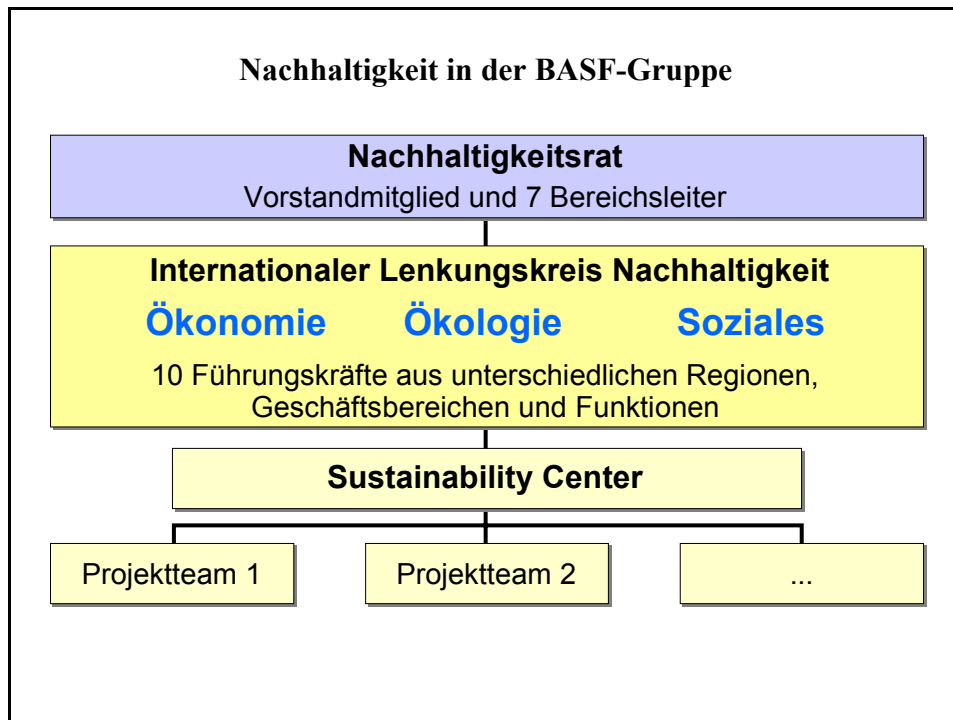 Nachhaltigkeit in der BASF-Gruppe
Nachhaltigkeitsrat
Vorstandmitglied und 7 Bereichsleiter
Internationaler Lenkungskreis Nachhaltigkeit
Ökonomie Ökologie Soziales
10 Führungskräfte aus unterschiedlichen Regionen,
Geschäftsbereichen und Funktionen
Sustainability Center
Projektteam 1 Projektteam 2 ...